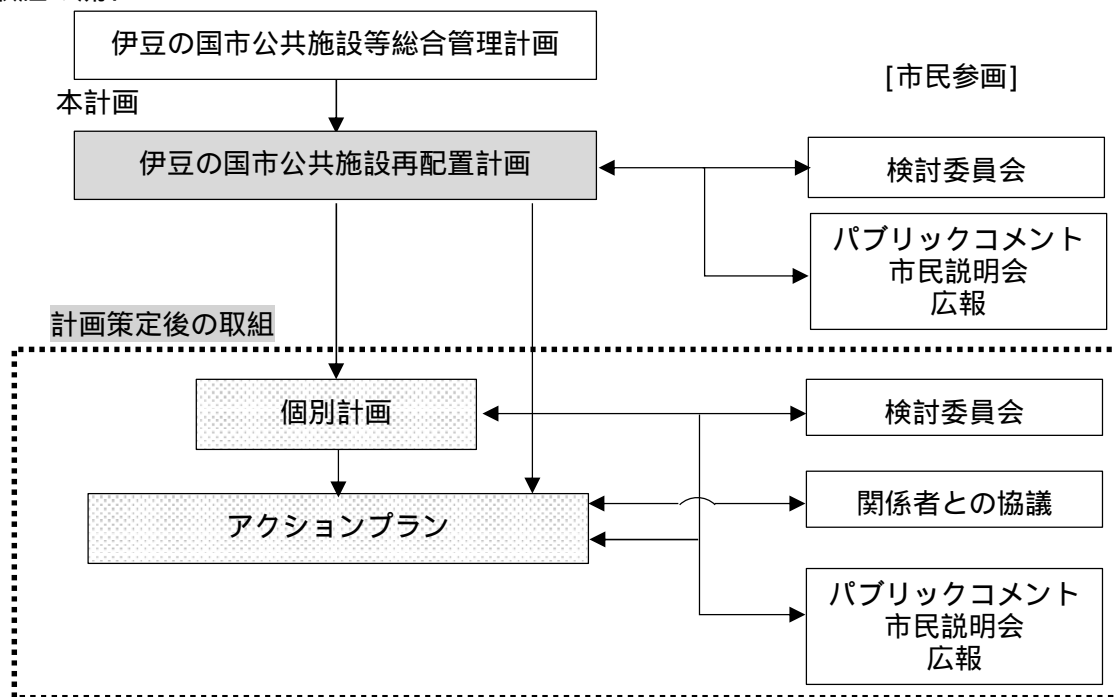 伊豆の国市公共施設等総合管理計画
[市民参画]
本計画
伊豆の国市公共施設再配置計画
検討委員会
パブリックコメント
市民説明会
広報
計画策定後の取組
個別計画
検討委員会
アクションプラン
関係者との協議
パブリックコメント
市民説明会
広報